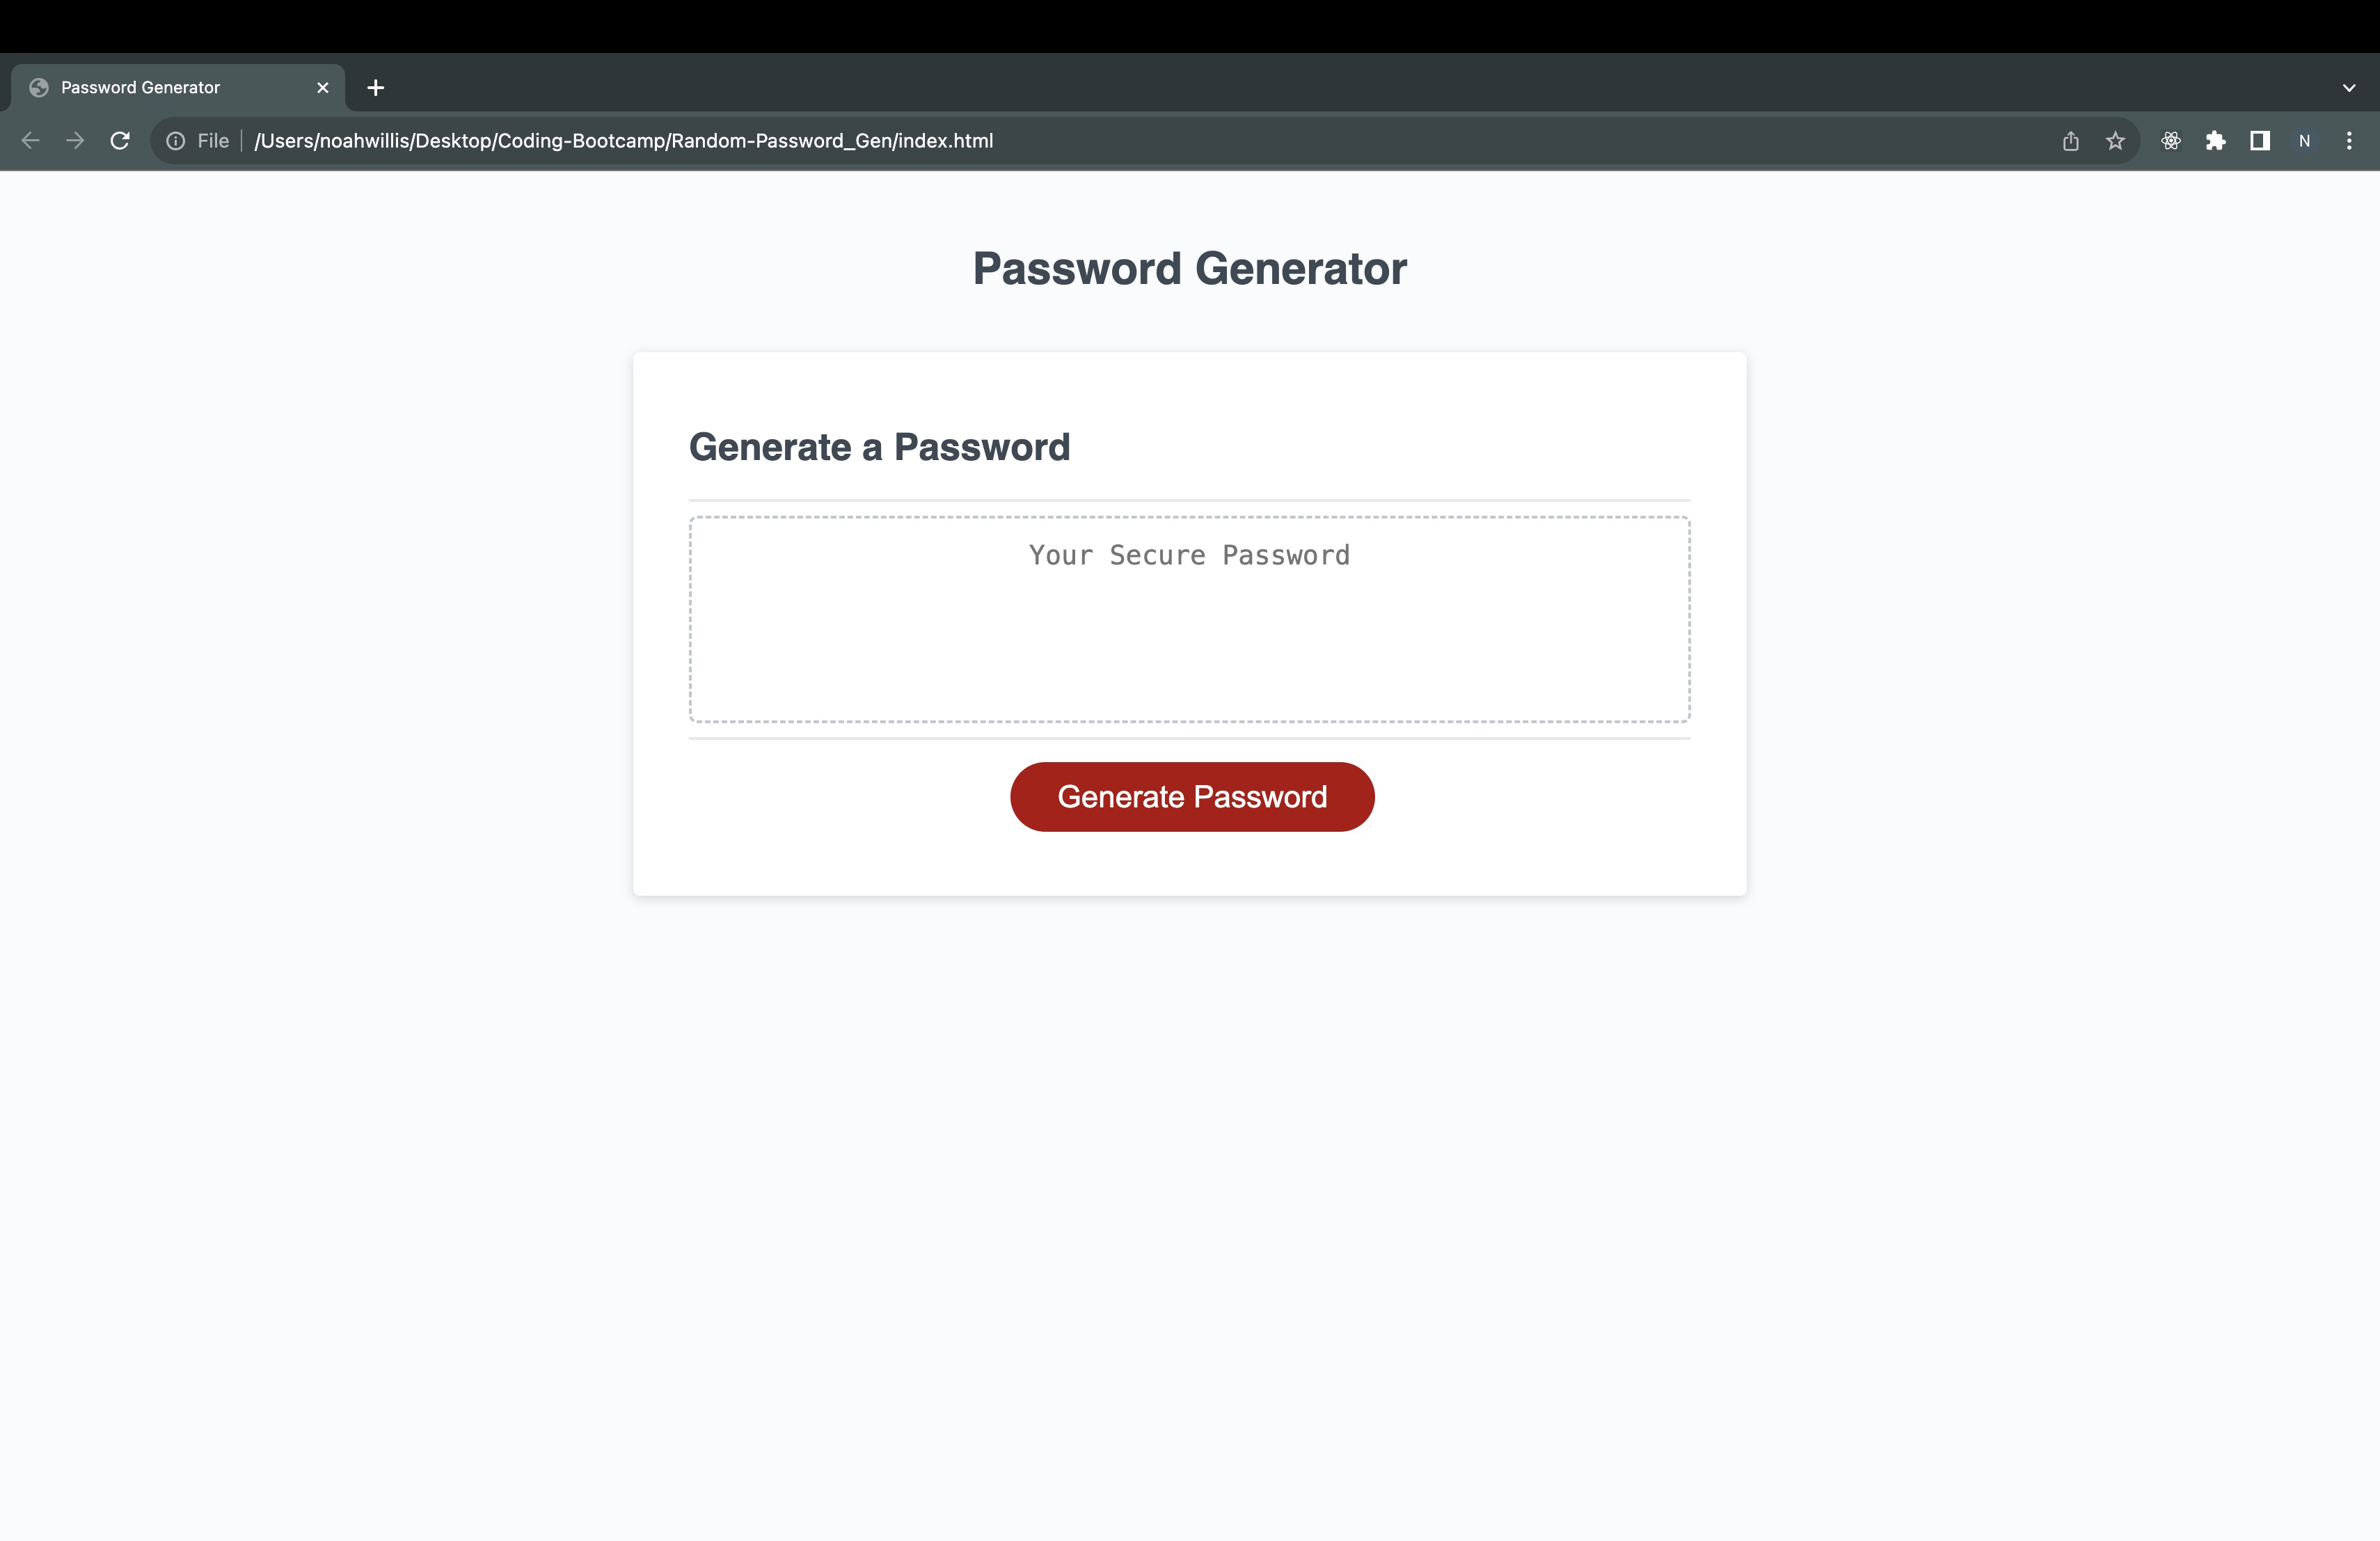 Password Generator
File /Users/noahwillis/Desktop/Coding-Bootcamp/Random-Password_Gen/index.html
N
Password Generator
Generate a Password
Your Secure Password
Generate Password